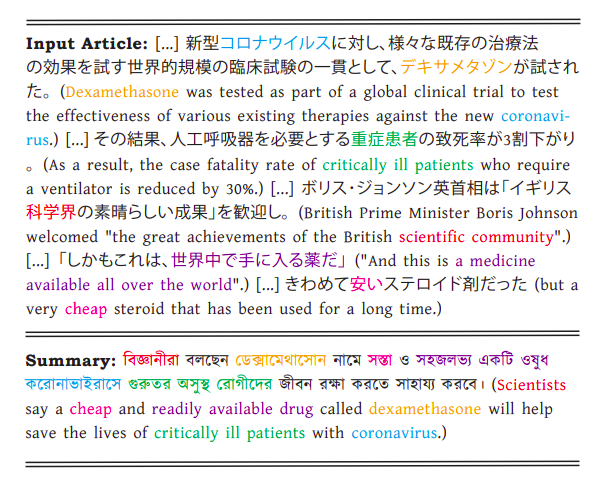 Input Article: [...] 新型コロナウイルスに対し、様々な既存の治療法
の効果を試す世界的規模の臨床試験の一貫として、デキサメタゾンが試され
た。 (Dexamethasone was tested as part of a global clinical trial to test
the effectiveness of various existing therapies against the new coronavi-
rus.) [...] その結果、人工呼吸器を必要とする重症患者の致死率が3割下がり
。 (As a result, the case fatality rate of critically ill patients who require
a ventilator is reduced by 30%.) [...] ボリス・ジョンソン英首相は「イギリス
科学界の素晴らしい成果」を歓迎し。 (British Prime Minister Boris Johnson
welcomed "the great achievements of the British scientific community".)
[...] 「しかもこれは、世界中で手に入る薬だ」 ("And this is a medicine
available all over the world".) [...] きわめて安いステロイド剤だった (but a
very cheap steroid that has been used for a long time.)
Summary: বিজ্ঞানীরা বলছেন ডেক্সামেথাসোন নামে সস্তা ও সহজলভ্য একটি ওষুধ
করোনাভাইরাসে গুরুতর অসুস্থ রোগীদের জীবন রক্ষা করতে সাহায্য করবে। (Scientists
say a cheap and readily available drug called dexamethasone will help
save the lives of critically ill patients with coronavirus.)